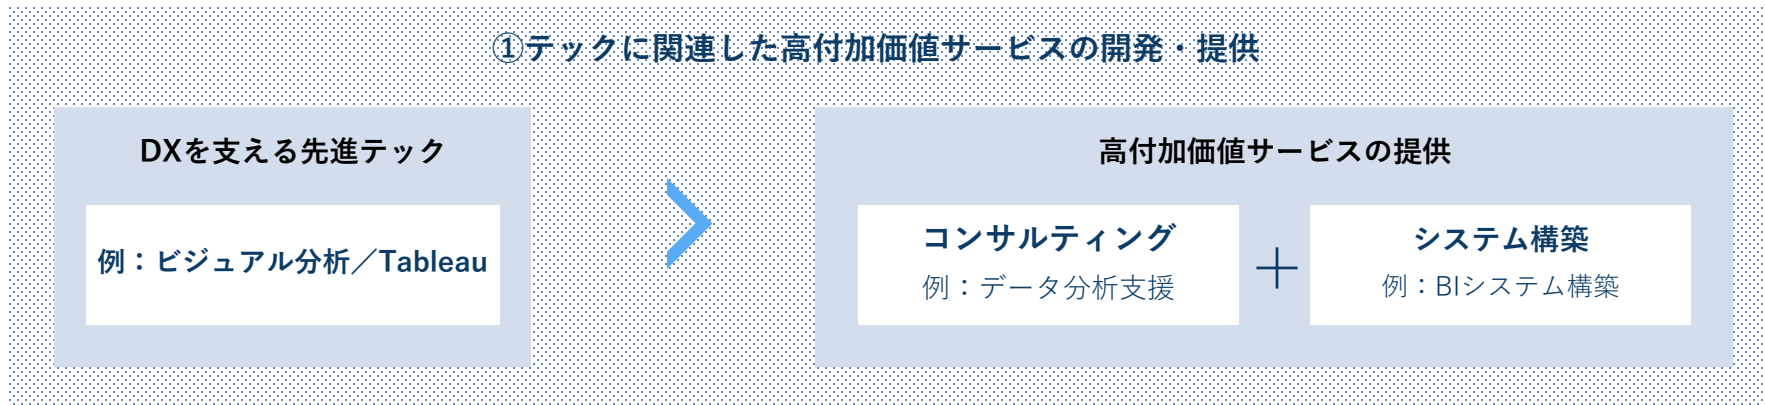 ①テックに関連した高付加価値サービスの開発・提供
DXを支える先進テック
例：ビジュアル分析／Tableau
高付加価値サービスの提供
コンサルティング
例：データ分析支援
＋
システム構築
例：BIシステム構築